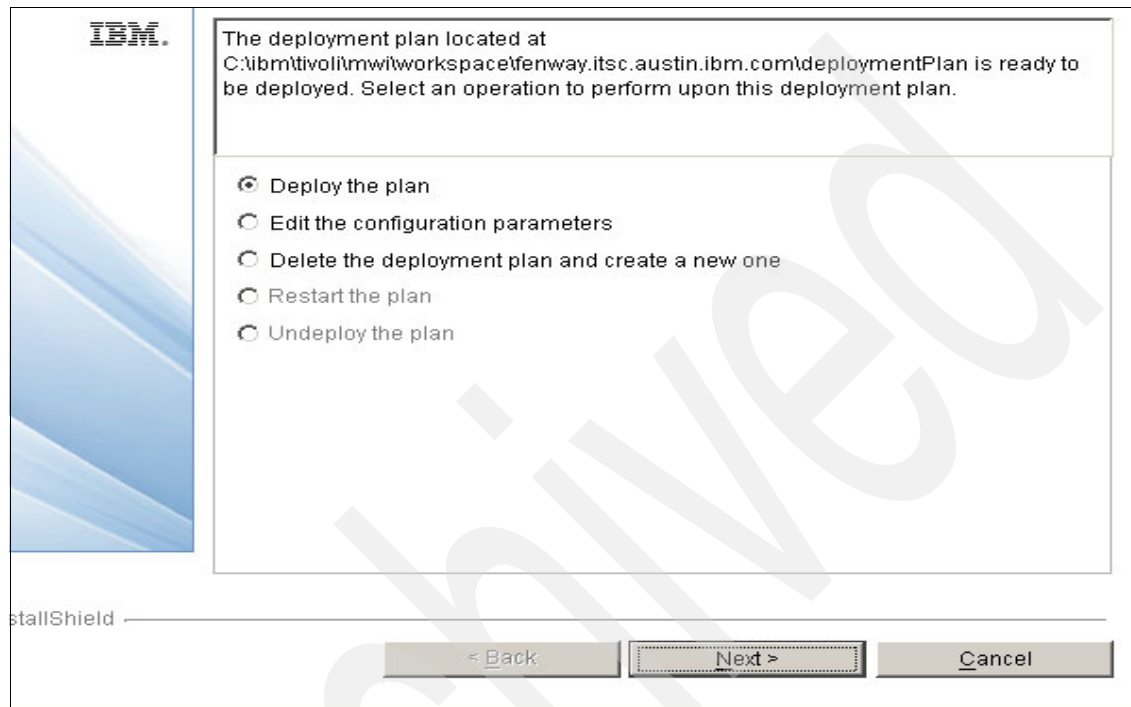 IBM.
The deployment plan located at
C:\ibm\tivoli\mwi\workspace\fenway.itsc.austin.ibm.com\deploymentPlan is ready to
be deployed. Select an operation to perform upon this deployment plan.
Deploy the plan
Edit the configuration parameters
Delete the deployment plan and create a new one
Restart the plan
Undeploy the plan
stallShield
< Back
Next >
Cancel
hived